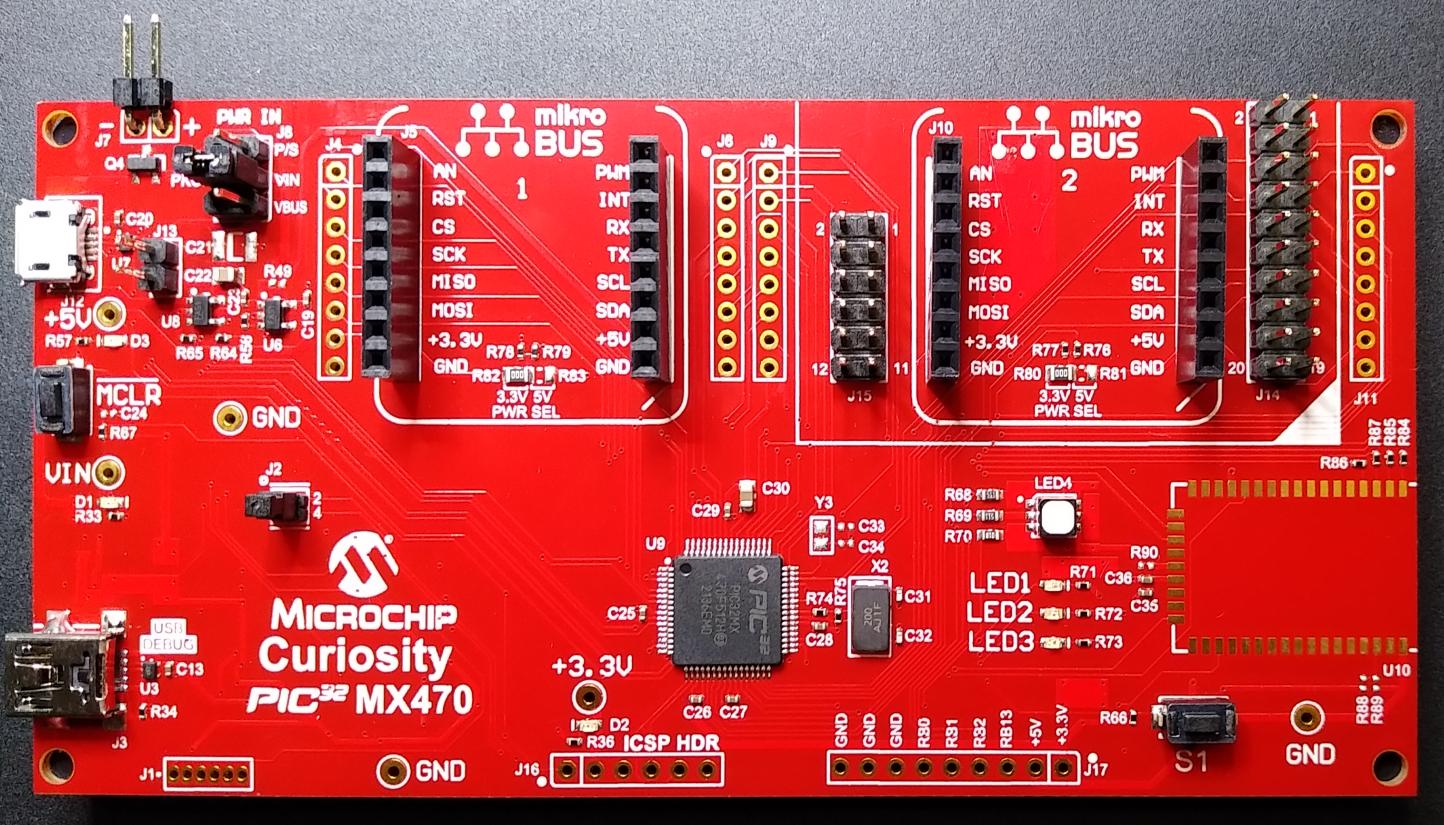 PWR IN
J7
-
+
J8
P/S
VIN
VBUS
Q4
C20
J13
C21
U7
C22
R49
C23
C19
J12
+5V
U8
U6
R56
R57
D3
R65
R64
MCLR
C24
R67
GND
VIN
D1
R33
J2
2
4
J4
J5
mikro
BUS
1
AN
RST
CS
SCK
MISO
MOSI
+3.3V
GND
PWM
INT
RX
TX
SCL
SDA
+5V
GND
R78
R79
R82
000
R83
3.3V 5V
PWR SEL
J6
J9
2
1
12
11
J15
J10
mikro
BUS
2
AN
RST
CS
SCK
MISO
MOSI
+3.3V
GND
PWM
INT
RX
TX
SCL
SDA
+5V
GND
R77
R76
R80
000
R81
3.3V 5V
PWR SEL
2
1
20
19
J14
J11
R87
R85
R84
R86
C30
C29
Y3
C33
C34
U9
X2
C25
R74
R75
C28
C31
C32
200
PIC32
PIC32MX
C26
C27
LED4
R68
R69
R70
LED1
R71
LED2
R72
LED3
R73
R90
C36
C35
U10
R88
R89
MICROCHIP
Curiosity
PIC32 MX470
USB
DEBUG
C13
U3
R34
J3
J1
GND
+3.3V
D2
R36
ICSP HDR
J16
GND
GND
GND
RB0
RB1
RB2
RB13
+5V
+3.3V
J17
R66
S1
GND